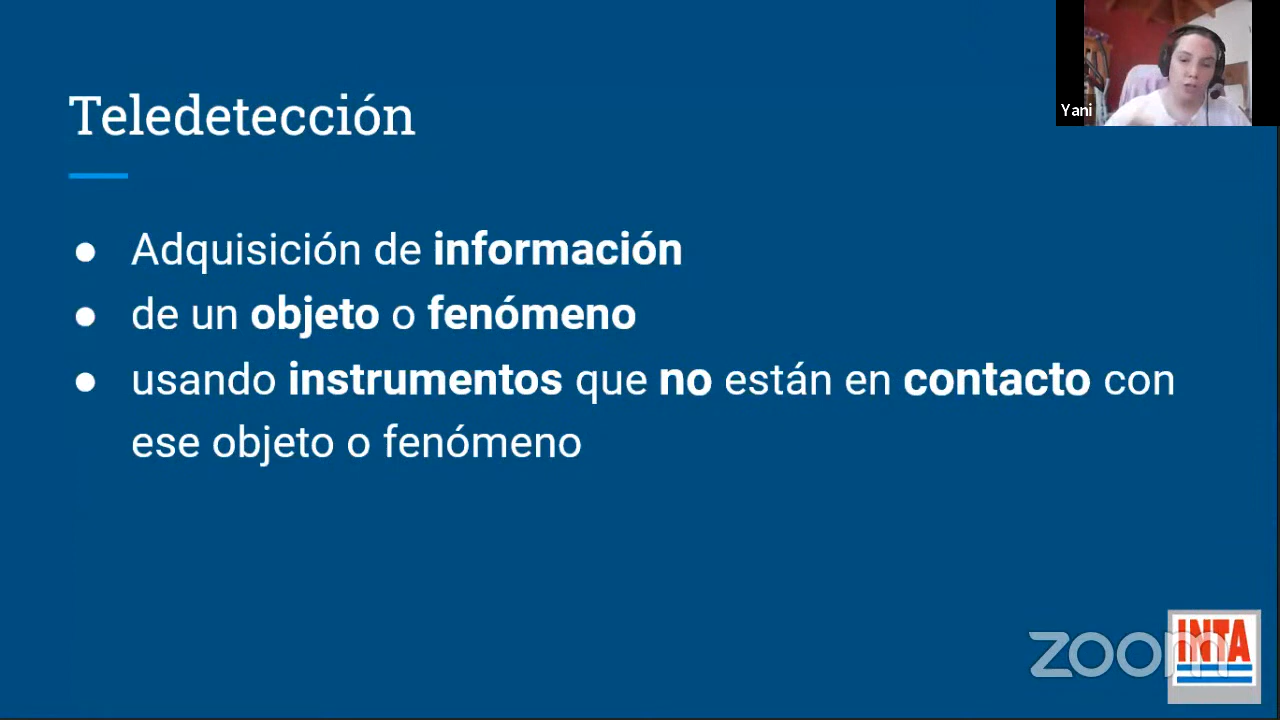 Teledetección
Yani
● Adquisición de información
● de un objeto o fenómeno
● usando instrumentos que no están en contacto con
ese objeto o fenómeno
zoom
INTA